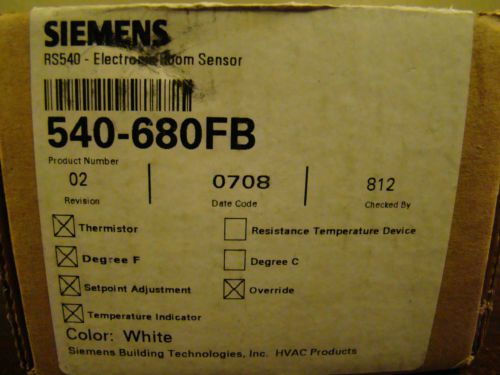 SIEMENS
RS540 - Electronic Room Sensor
540-680FB
Product Number
02 0708 812
Revision Date Code Checked By
Thermistor Resistance Temperature Device
Degree F Degree C
Setpoint Adjustment Override
Temperature Indicator
Color: White
Siemens Building Technologies, Inc. HVAC Products